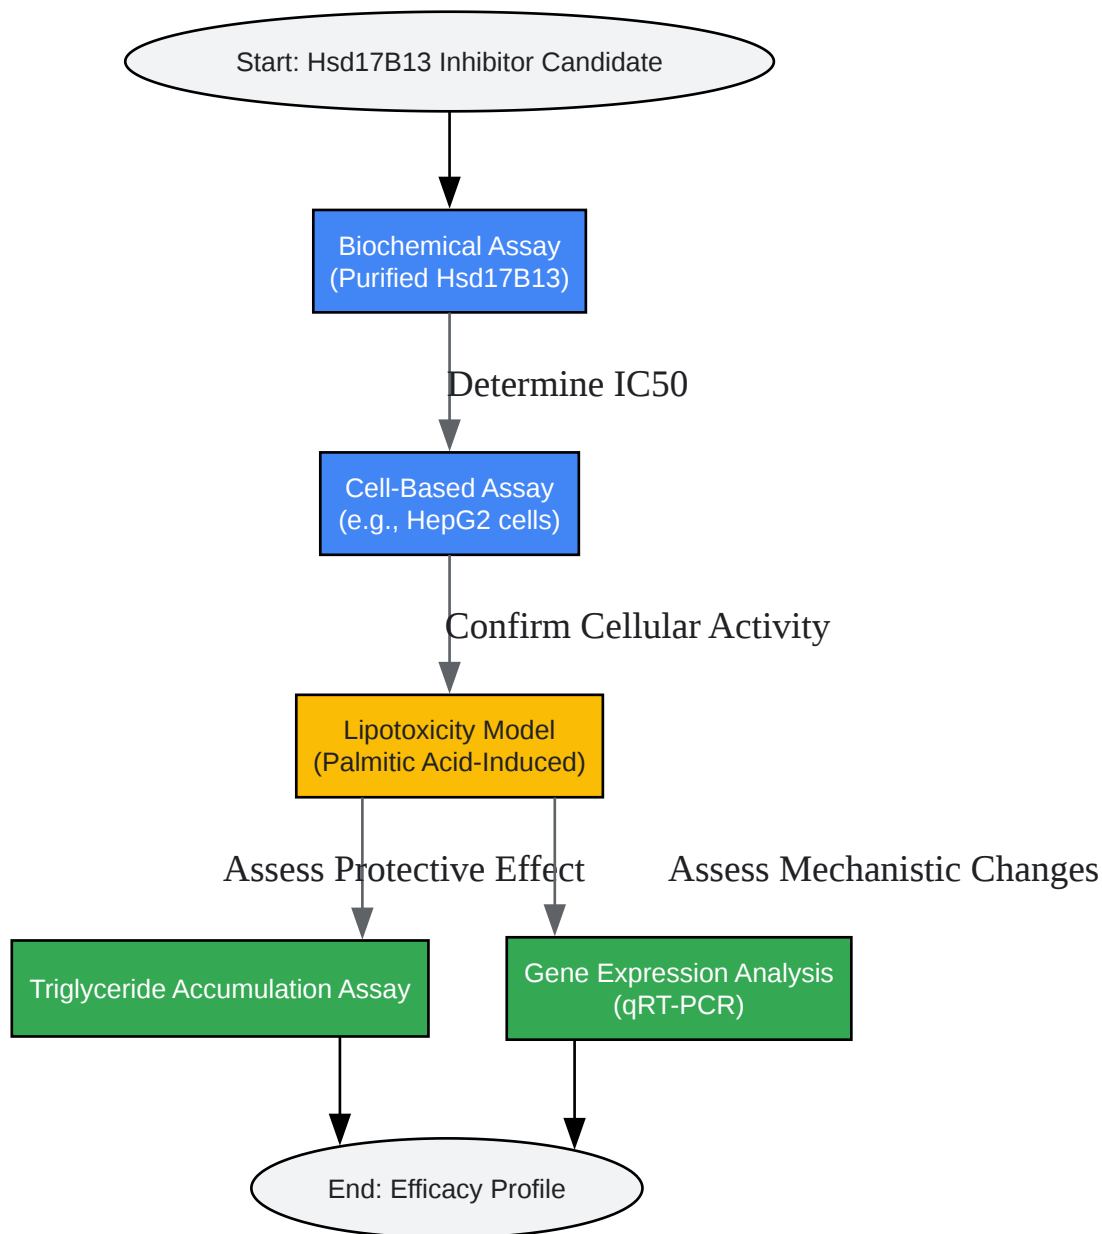 Start: Hsd17B13 Inhibitor Candidate
Biochemical Assay
(Purified Hsd17B13)
Determine IC50
Cell-Based Assay
(e.g., HepG2 cells)
Confirm Cellular Activity
Lipotoxicity Model
(Palmitic Acid-Induced)
Assess Protective Effect
Assess Mechanistic Changes
Triglyceride Accumulation Assay
Gene Expression Analysis
(qRT-PCR)
End: Efficacy Profile